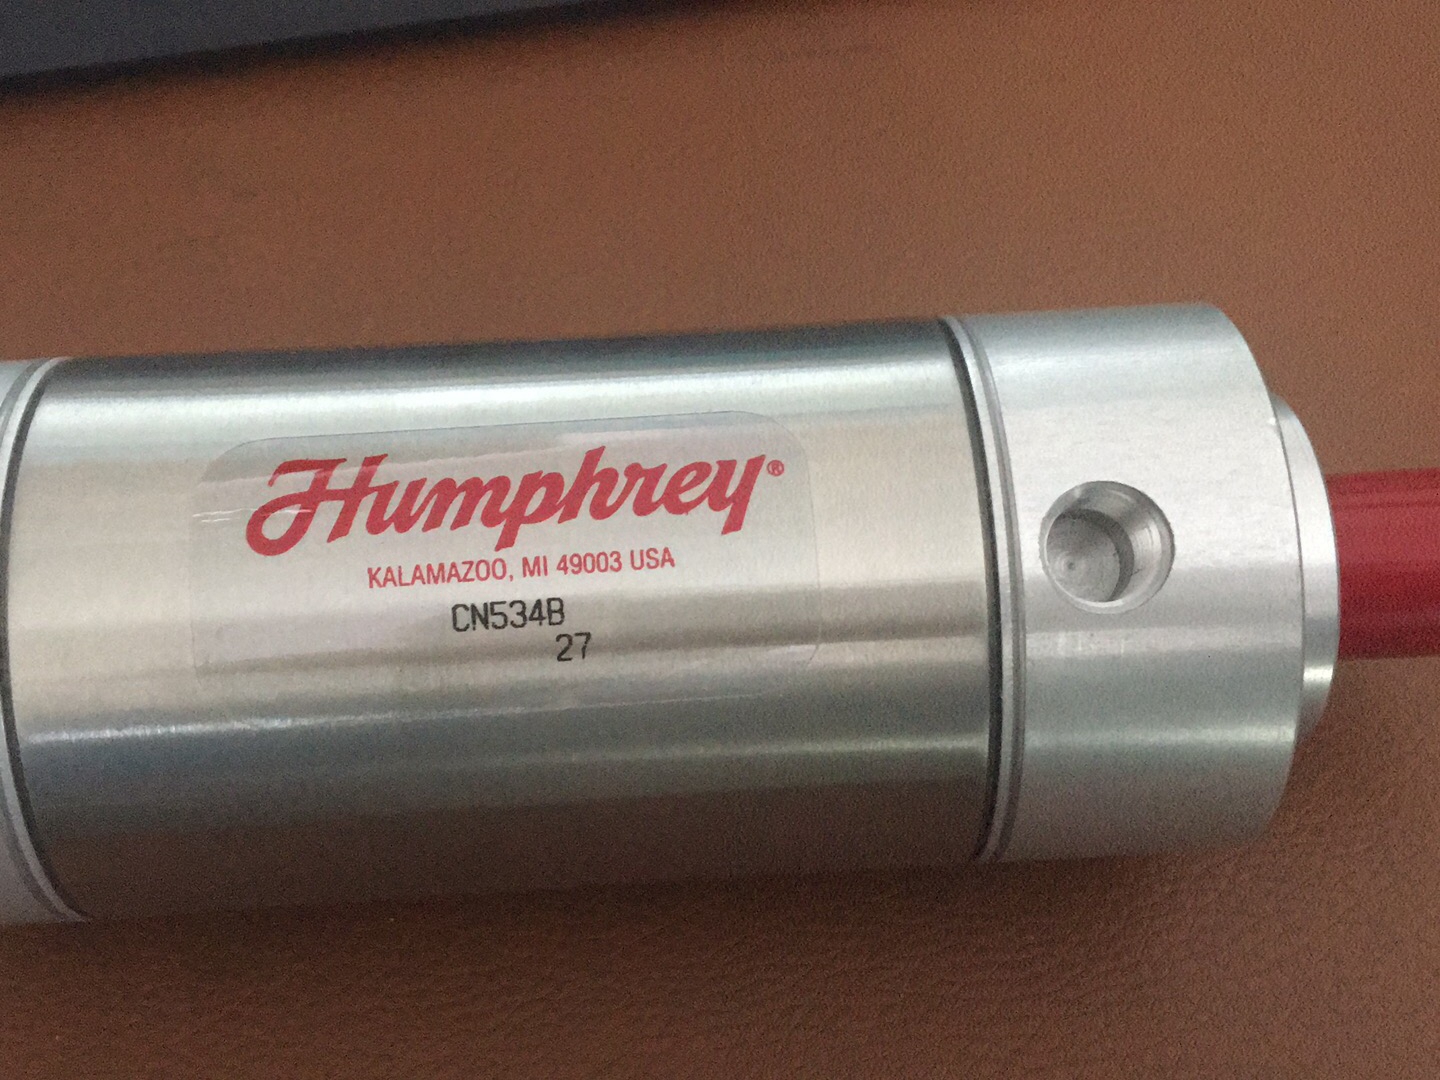 Humphrey®
KALAMAZOO, MI 49003 USA
CN534B
27